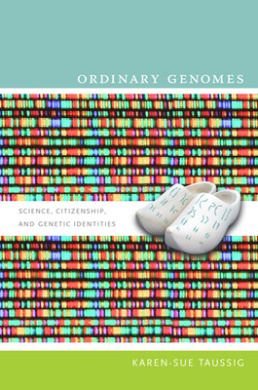 ORDINARY GENOMES
SCIENCE, CITIZENSHIP,
AND GENETIC IDENTITIES
KAREN-SUE TAUSSIG